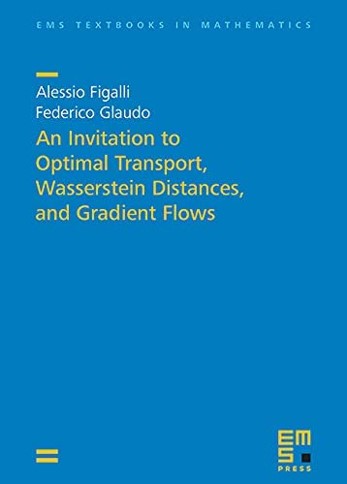 EMS TEXTBOOKS IN MATHEMATICS
Alessio Figalli
Federico Glaudo
An Invitation to
Optimal Transport,
Wasserstein Distances,
and Gradient Flows
EMS
PRESS